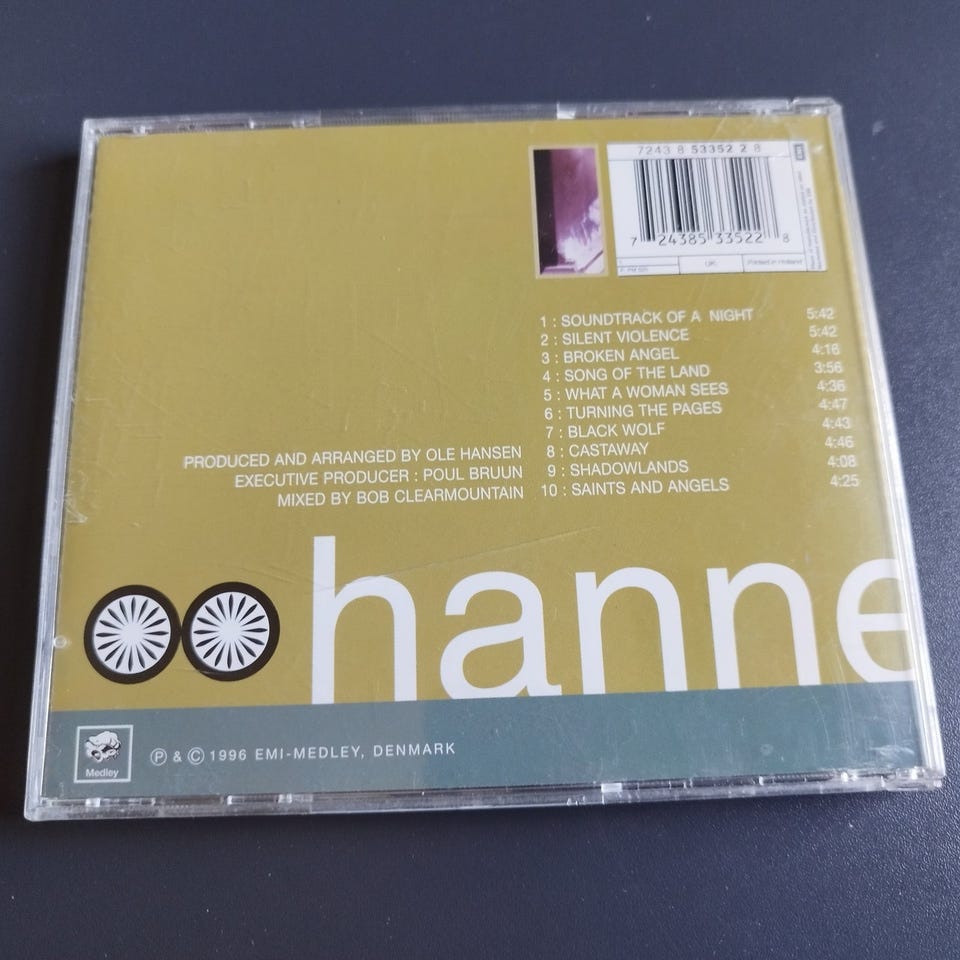 7243 8 53352 2 8
7 24385 33522 8
UK:
Printed in Holland
1 : SOUNDTRACK OF A NIGHT 5:42
2 : SILENT VIOLENCE 5:42
3 : BROKEN ANGEL 4:16
4 : SONG OF THE LAND 3:56
5 : WHAT A WOMAN SEES 4:36
6 : TURNING THE PAGES 4:47
7 : BLACK WOLF 4:43
8 : CASTAWAY 4:46
9 : SHADOWLANDS 4:08
10 : SAINTS AND ANGELS 4:25
PRODUCED AND ARRANGED BY OLE HANSEN
EXECUTIVE PRODUCER : POUL BRUUN
MIXED BY BOB CLEARMOUNTAIN
hanne
Medley
Ⓟ & © 1996 EMI-MEDLEY, DENMARK